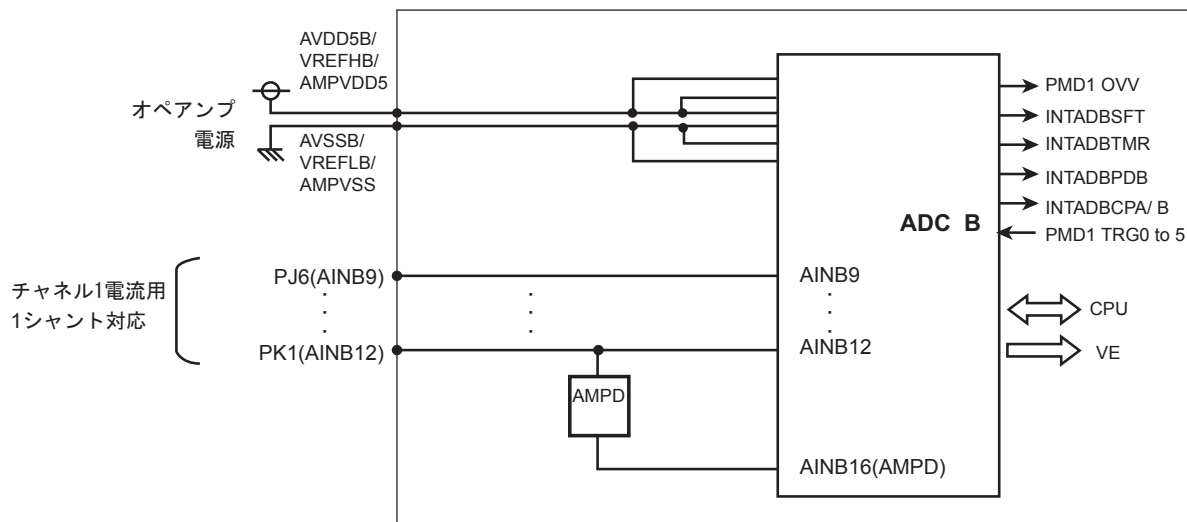 AVDD5B/
VREFHB/
AMPVDD5
オペアンプ
電源
AVSSB/
VREFLB/
AMPVSS
PMD1 OVV
INTADBSFT
INTADBTMR
INTADBPDB
INTADBCPA/ B
PMD1 TRG0 to 5
ADC B
チャネル1電流用
1シャント対応
PJ6(AINB9)
PK1(AINB12)
AINB9
AINB12
AMPD
AINB16(AMPD)
CPU
VE